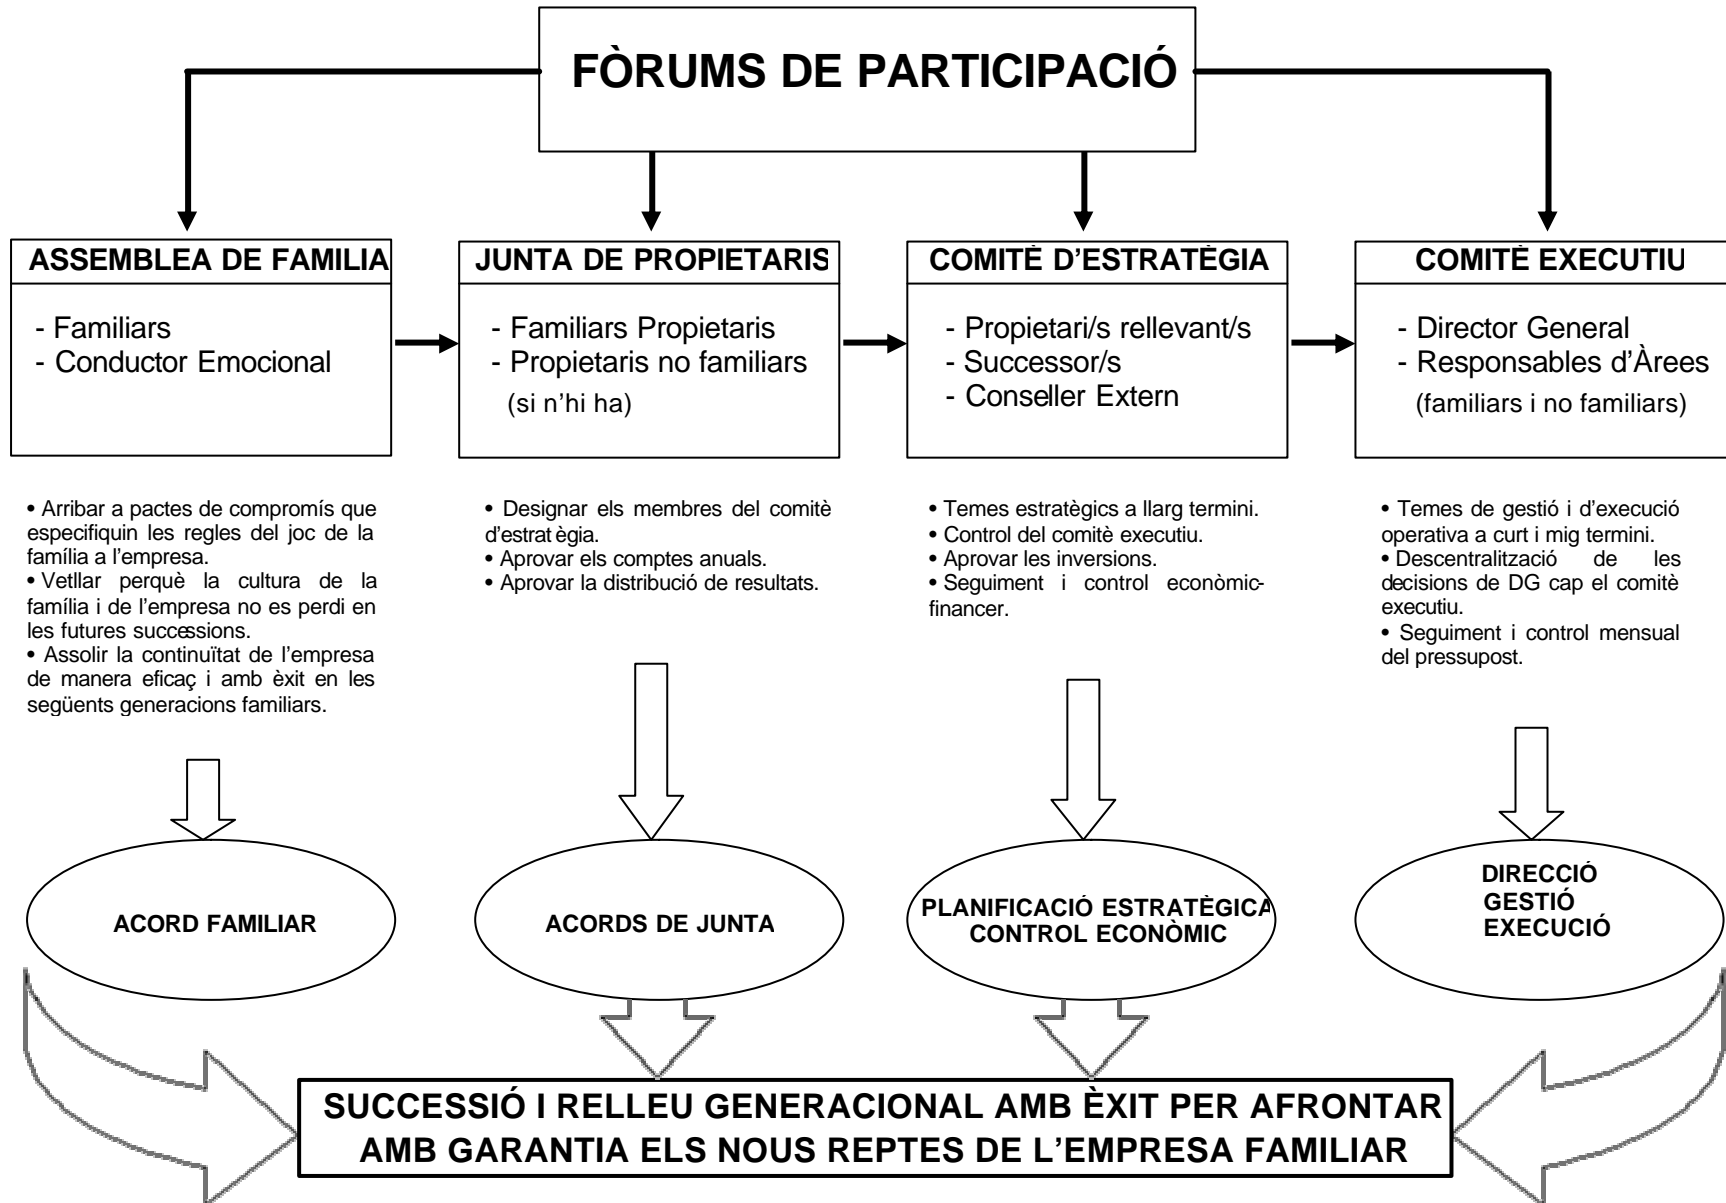 FÒRUMS DE PARTICIPACIÓ
ASSEMBLEA DE FAMILIA
- Familiars
- Conductor Emocional
JUNTA DE PROPIETARIS
- Familiars Propietaris
- Propietaris no familiars
(si n’hi ha)
COMITÈ D’ESTRATÈGIA
- Propietari/s rellevant/s
- Successor/s
- Conseller Extern
COMITÈ EXECUTIU
- Director General
- Responsables d’Àrees
(familiars i no familiars)
• Arribar a pactes de compromís que
especifiquin les regles del joc de la
família a l’empresa.
• Vetllar perquè la cultura de la
família i de l’empresa no es perdi en
les futures successions.
• Assolir la continuïtat de l’empresa
de manera eficaç i amb èxit en les
següents generacions familiars.
• Designar els membres del comitè
d’estratègia.
• Aprovar els comptes anuals.
• Aprovar la distribució de resultats.
• Temes estratègics a llarg termini.
• Control del comitè executiu.
• Aprovar les inversions.
• Seguiment i control econòmic-
financer.
• Temes de gestió i d’execució
operativa a curt i mig termini.
• Descentralització de les
decisions de DG cap el comitè
executiu.
• Seguiment i control mensual
del pressupost.
ACORD FAMILIAR
ACORDS DE JUNTA
PLANIFICACIÓ ESTRATÈGICA
CONTROL ECONÒMIC
DIRECCIÓ
GESTIÓ
EXECUCIÓ
SUCCESSIÓ I RELLEU GENERACIONAL AMB ÈXIT PER AFRONTAR
AMB GARANTIA ELS NOUS REPTES DE L’EMPRESA FAMILIAR